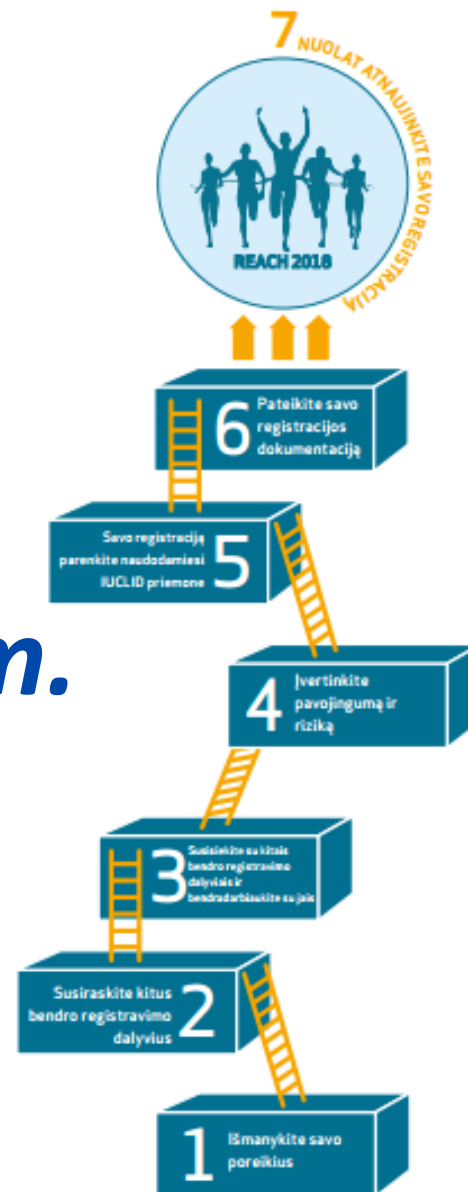 7 NUOLAT ATNAUJINKITE SAVO REGISTRACIJĄ
REACH 2018
6
Pateikite savo
registracijos
dokumentaciją
Savo registraciją
parenkite naudodamiesi
IUCLID priemone
5
m.
4
Įvertinkite
pavojingumą ir
riziką
3
Susisiekite su kitais
bendro registravimo
dalyviais ir
bendradarbiaukite su jais
Susiraskite kitus
bendro registravimo
dalyvius
2
1
Išmanykite savo
poreikius